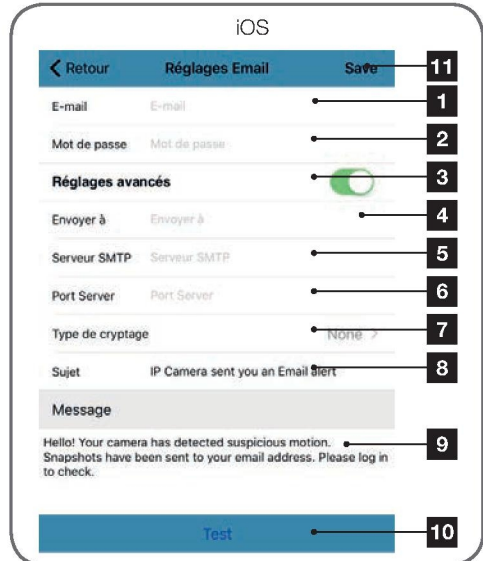 iOS
Retour Réglages Email Save 11
E-mail E-mail 1
Mot de passe Mot de passe 2
Réglages avancés 3
Envoyer à Envoyer à 4
Serveur SMTP Serveur SMTP 5
Port Server Port Server 6
Type de cryptage None 7
Sujet IP Camera sent you an Email alert 8
Message
Hello! Your camera has detected suspicious motion. 9
Snapshots have been sent to your email address. Please log in
to check.
Test 10